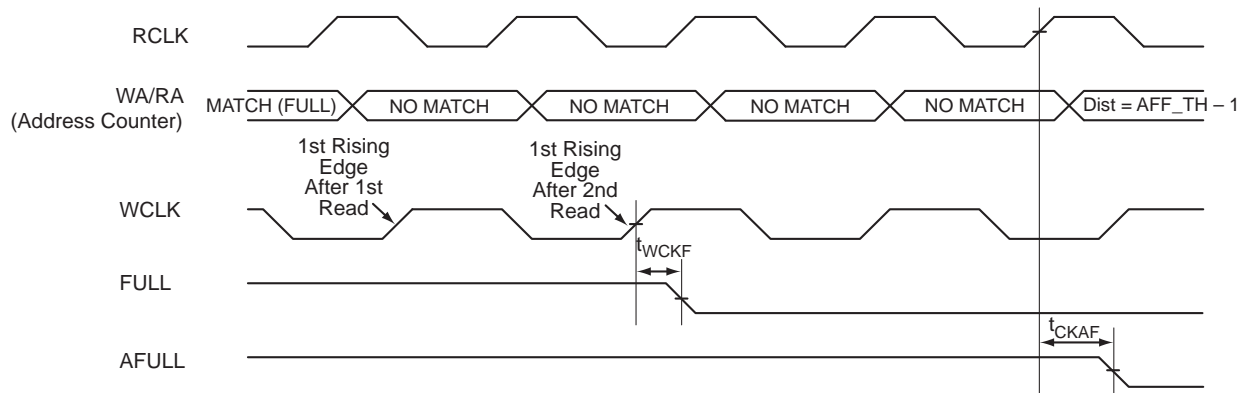 RCLK
WA/RA
(Address Counter)
MATCH (FULL)
NO MATCH
NO MATCH
NO MATCH
NO MATCH
Dist = AFF_TH – 1
1st Rising
Edge
After 1st
Read
1st Rising
Edge
After 2nd
Read
WCLK
tWCKF
FULL
tCKAF
AFULL